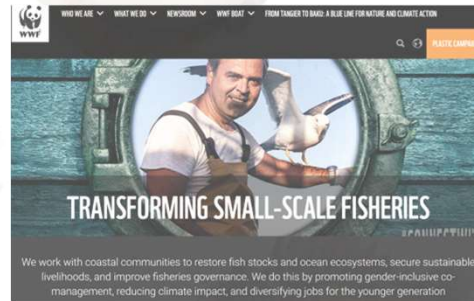 WHO WE ARE WHAT WE DO NEWSROOM WWF BOAT FROM TANGIER TO BAKU: A BLUE LINE FOR NATURE AND CLIMATE ACTION
WWF
PLASTIC CAMPAI
TRANSFORMING SMALL-SCALE FISHERIES
We work with coastal communities to restore fish stocks and ocean ecosystems, secure sustainable
livelihoods, and improve fisheries governance. We do this by promoting gender-inclusive co-
management, reducing climate impact, and diversifying jobs for the younger generation